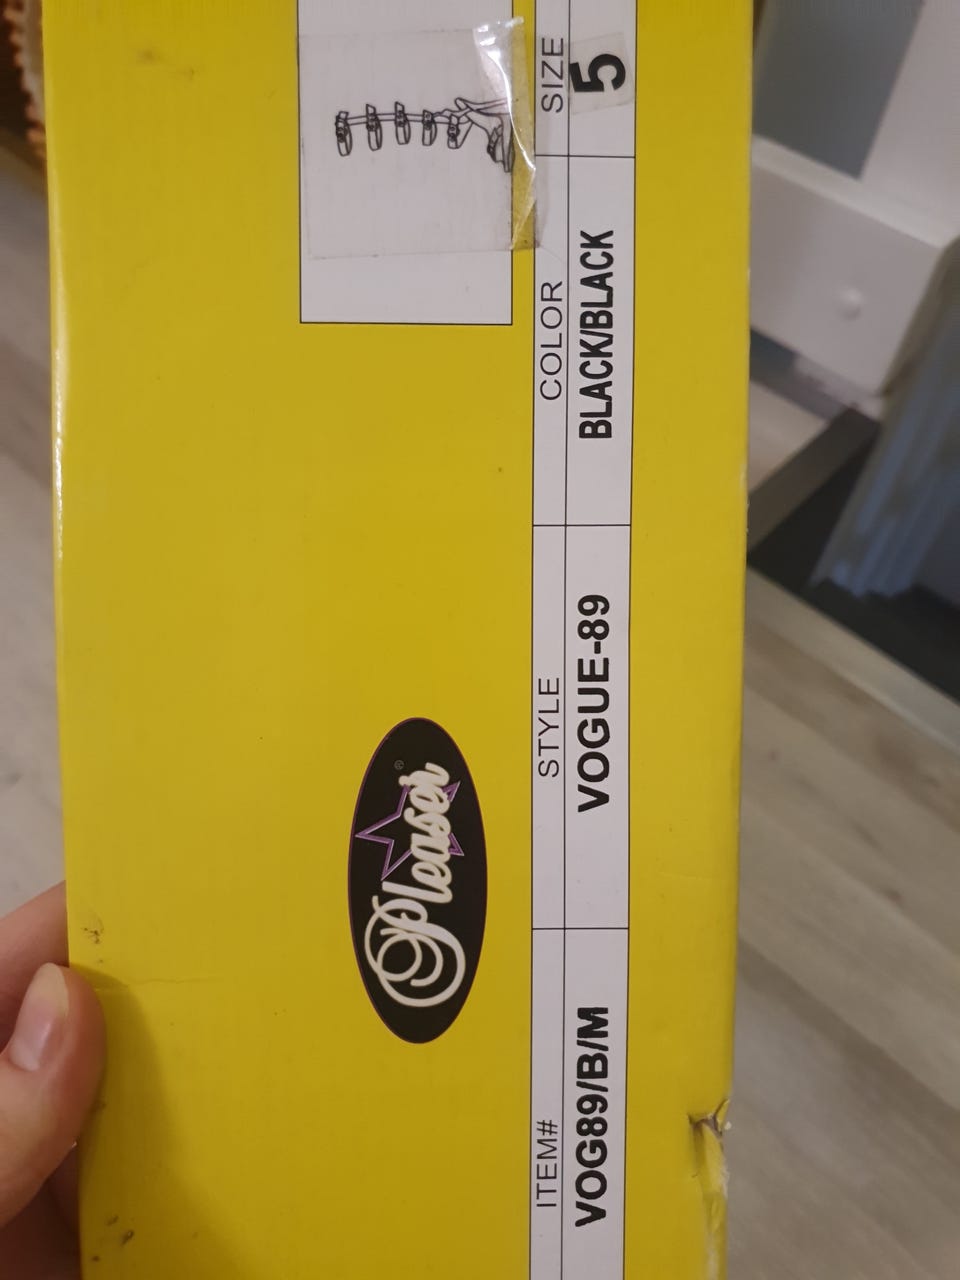 Pleaser®
ITEM# STYLE COLOR SIZE
VOG89/B/M VOGUE-89 BLACK/BLACK 5